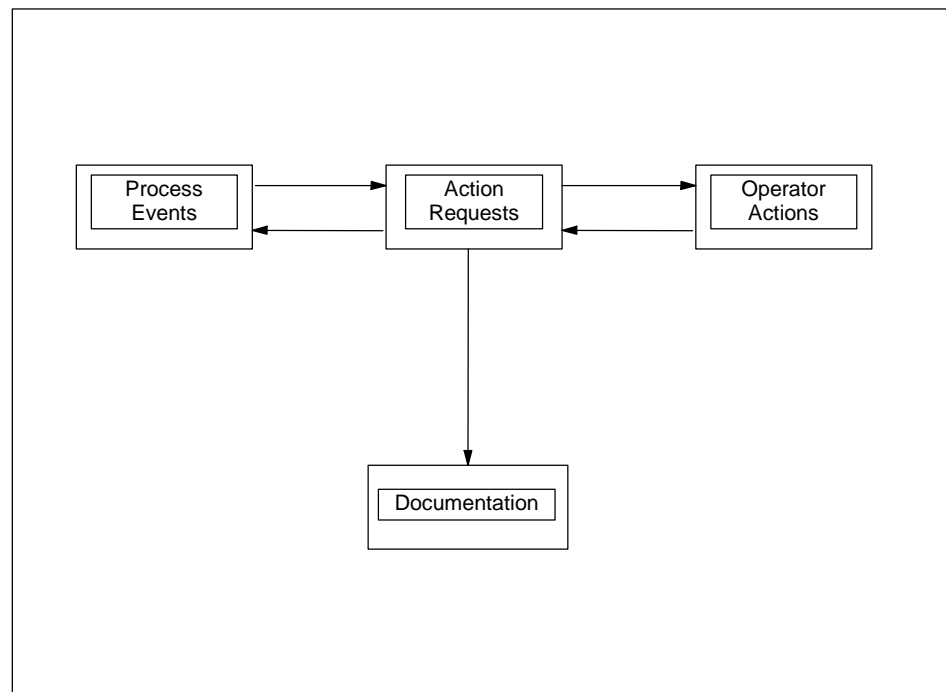 Process
Events
Action
Requests
Operator
Actions
Documentation